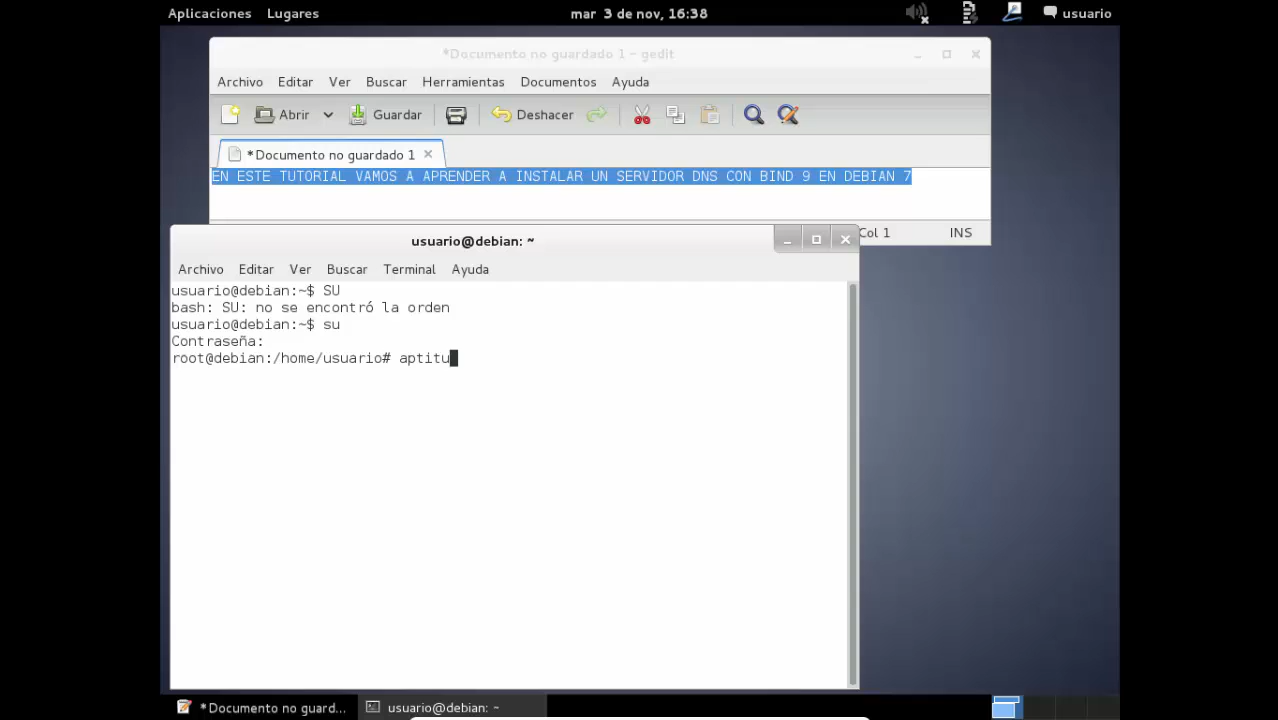 Aplicaciones Lugares mar 3 de nov, 16:38 usuario
*Documento no guardado 1 - gedit
Archivo Editar Ver Buscar Herramientas Documentos Ayuda
Abrir Guardar Deshacer
*Documento no guardado 1
EN ESTE TUTORIAL VAMOS A APRENDER A INSTALAR UN SERVIDOR DNS CON BIND 9 EN DEBIAN 7
Col 1 INS
usuario@debian: ~
Archivo Editar Ver Buscar Terminal Ayuda
usuario@debian:~$ SU
bash: SU: no se encontró la orden
usuario@debian:~$ su
Contraseña:
root@debian:/home/usuario# aptitu
*Documento no guard... usuario@debian: ~